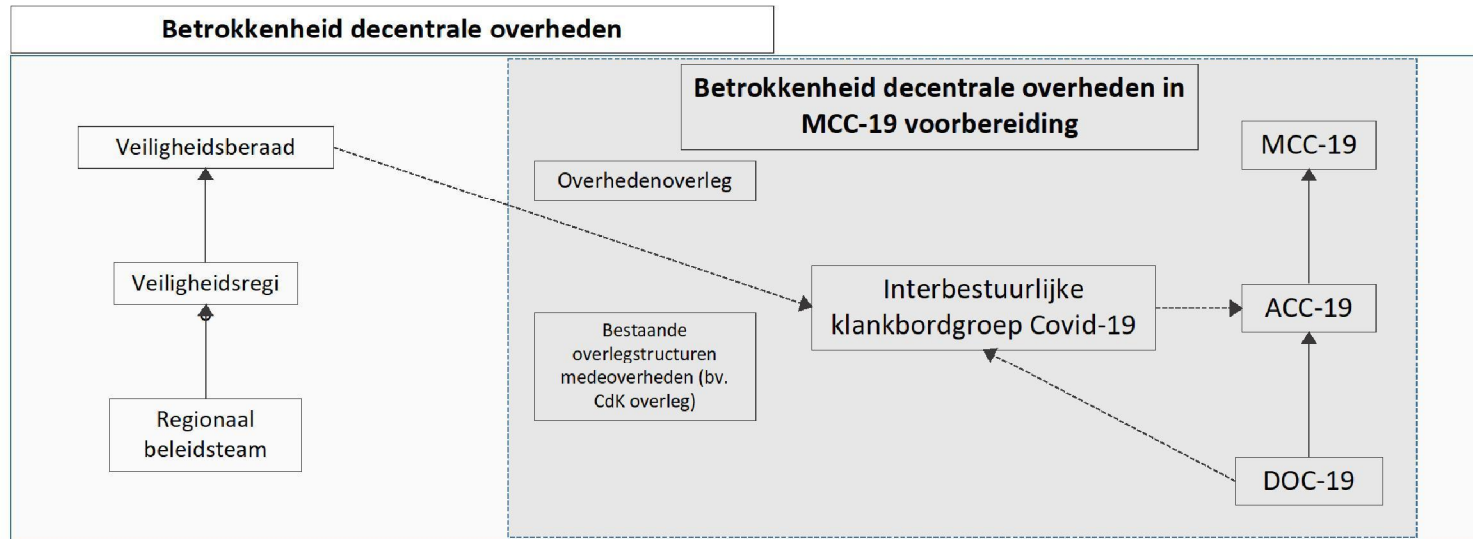 Betrokkenheid decentrale overheden
Betrokkenheid decentrale overheden in
MCC-19 voorbereiding
Veiligheidsberaad
MCC-19
Overhedenoverleg
Veiligheidsregi
Interbestuurlijke
klankbordgroep Covid-19
ACC-19
Bestaande
overlegstructuren
medeoverheden (bv.
CdK overleg)
Regionaal
beleidsteam
DOC-19